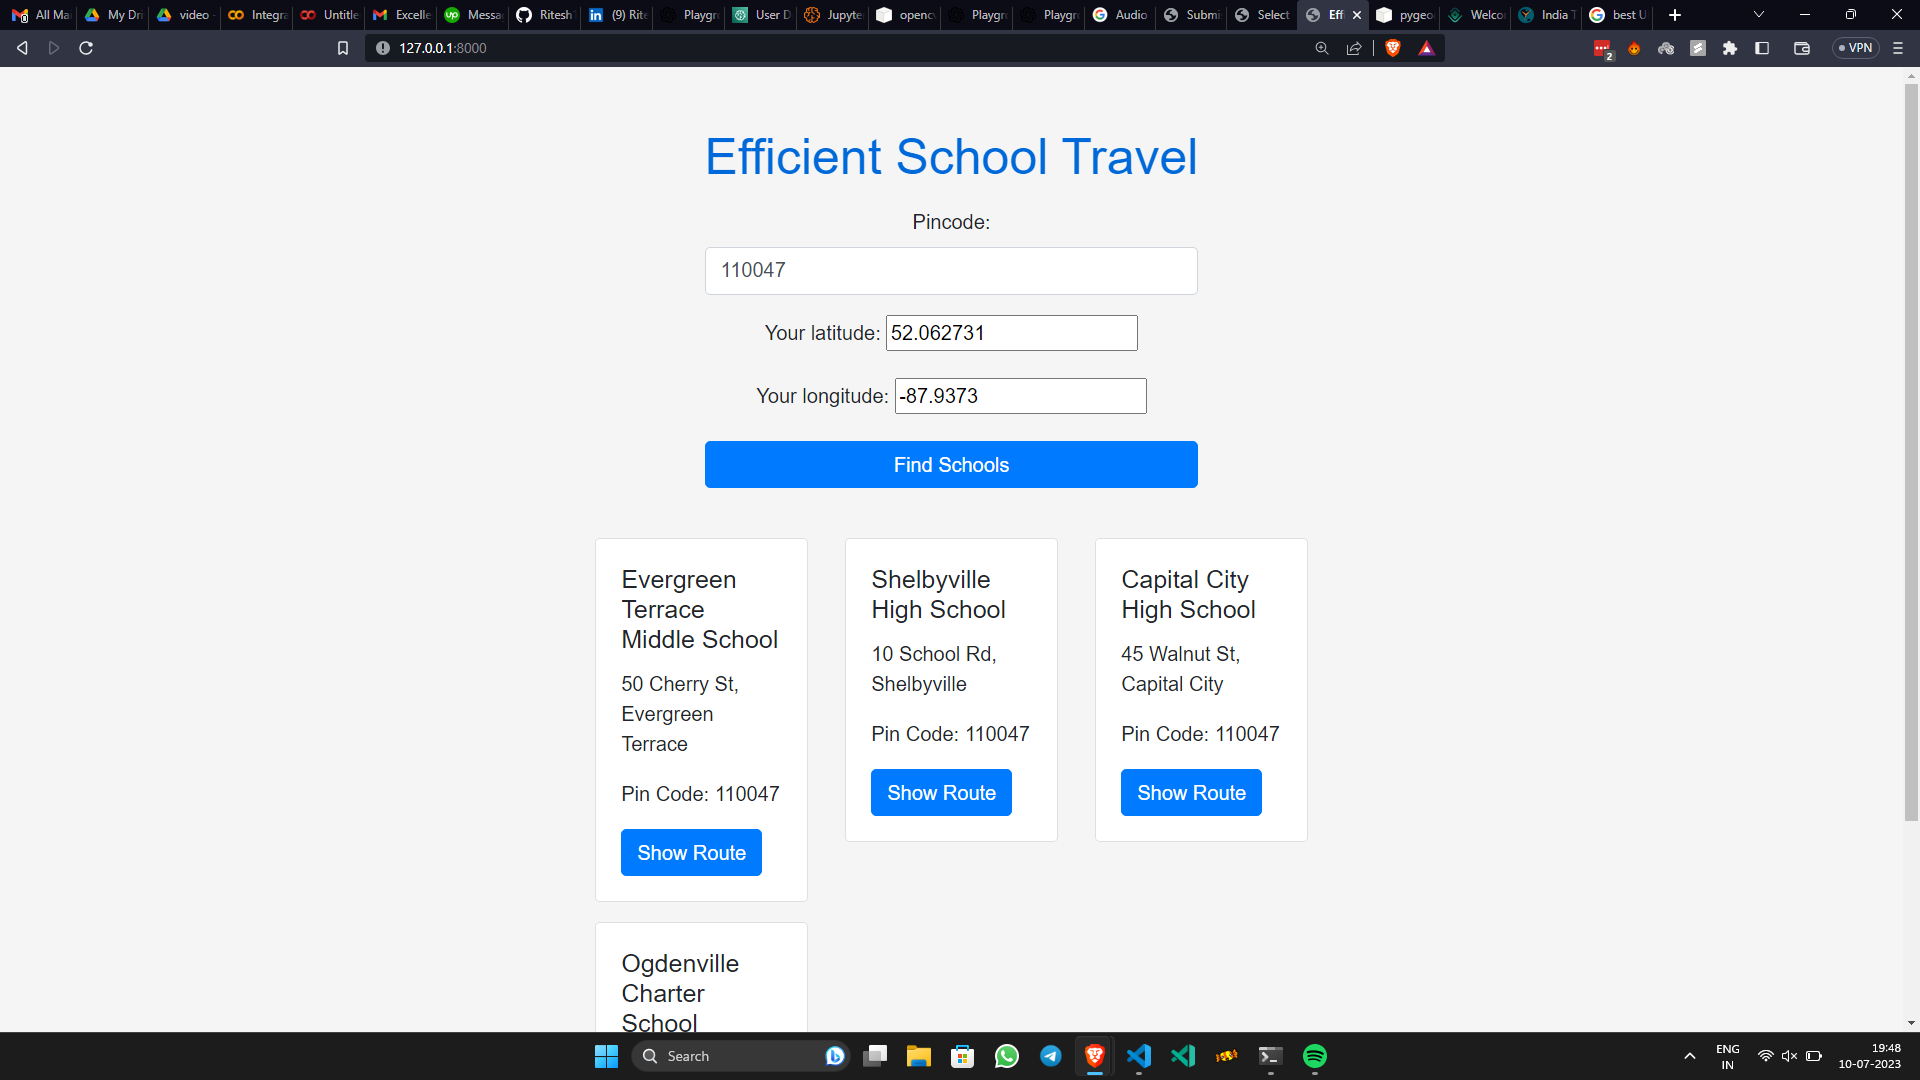 All Ma
My Dri
video
Integra
Untitle
Excelle
Messa
Ritesh
(9) Rite
Playgr
User D
Jupyte
opencv
Playgr
Playgr
Audio
Submi
Select
Effi
pygeo
Welcor
India T
best U
127.0.0.1:8000
2
VPN
Efficient School Travel
Pincode:
110047
Your latitude: 52.062731
Your longitude: -87.9373
Find Schools
Evergreen
Terrace
Middle School
50 Cherry St,
Evergreen
Terrace
Pin Code: 110047
Show Route
Shelbyville
High School
10 School Rd,
Shelbyville
Pin Code: 110047
Show Route
Capital City
High School
45 Walnut St,
Capital City
Pin Code: 110047
Show Route
Ogdenville
Charter
School
Search
ENG
IN
19:48
10-07-2023